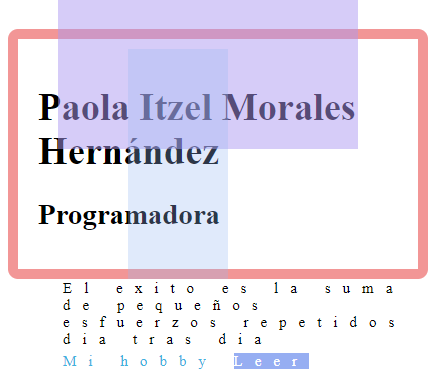 Paola Itzel Morales
Hernández
Programadora
El exito es la suma
de pequeños
esfuerzos repetidos
dia tras dia
Mi hobby Leer